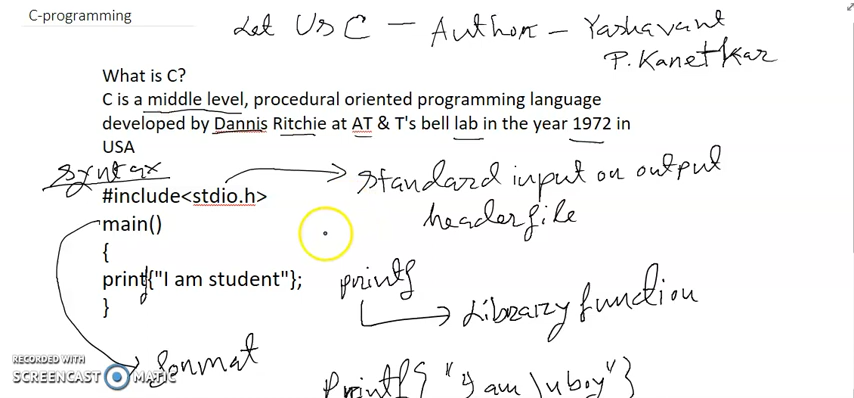 C-programming
Let Us C — Author – Yashavant
P. Kanetkar
What is C?
C is a middle level, procedural oriented programming language
developed by Dannis Ritchie at AT & T's bell lab in the year 1972 in
USA
Syntax
#include<stdio.h>
standard input or output
headerfile
main()
{
print{"I am student"};
printf
Library function
}
format
printf{ "I am \n boy"}
RECORDED WITH
SCREENCAST MATIC